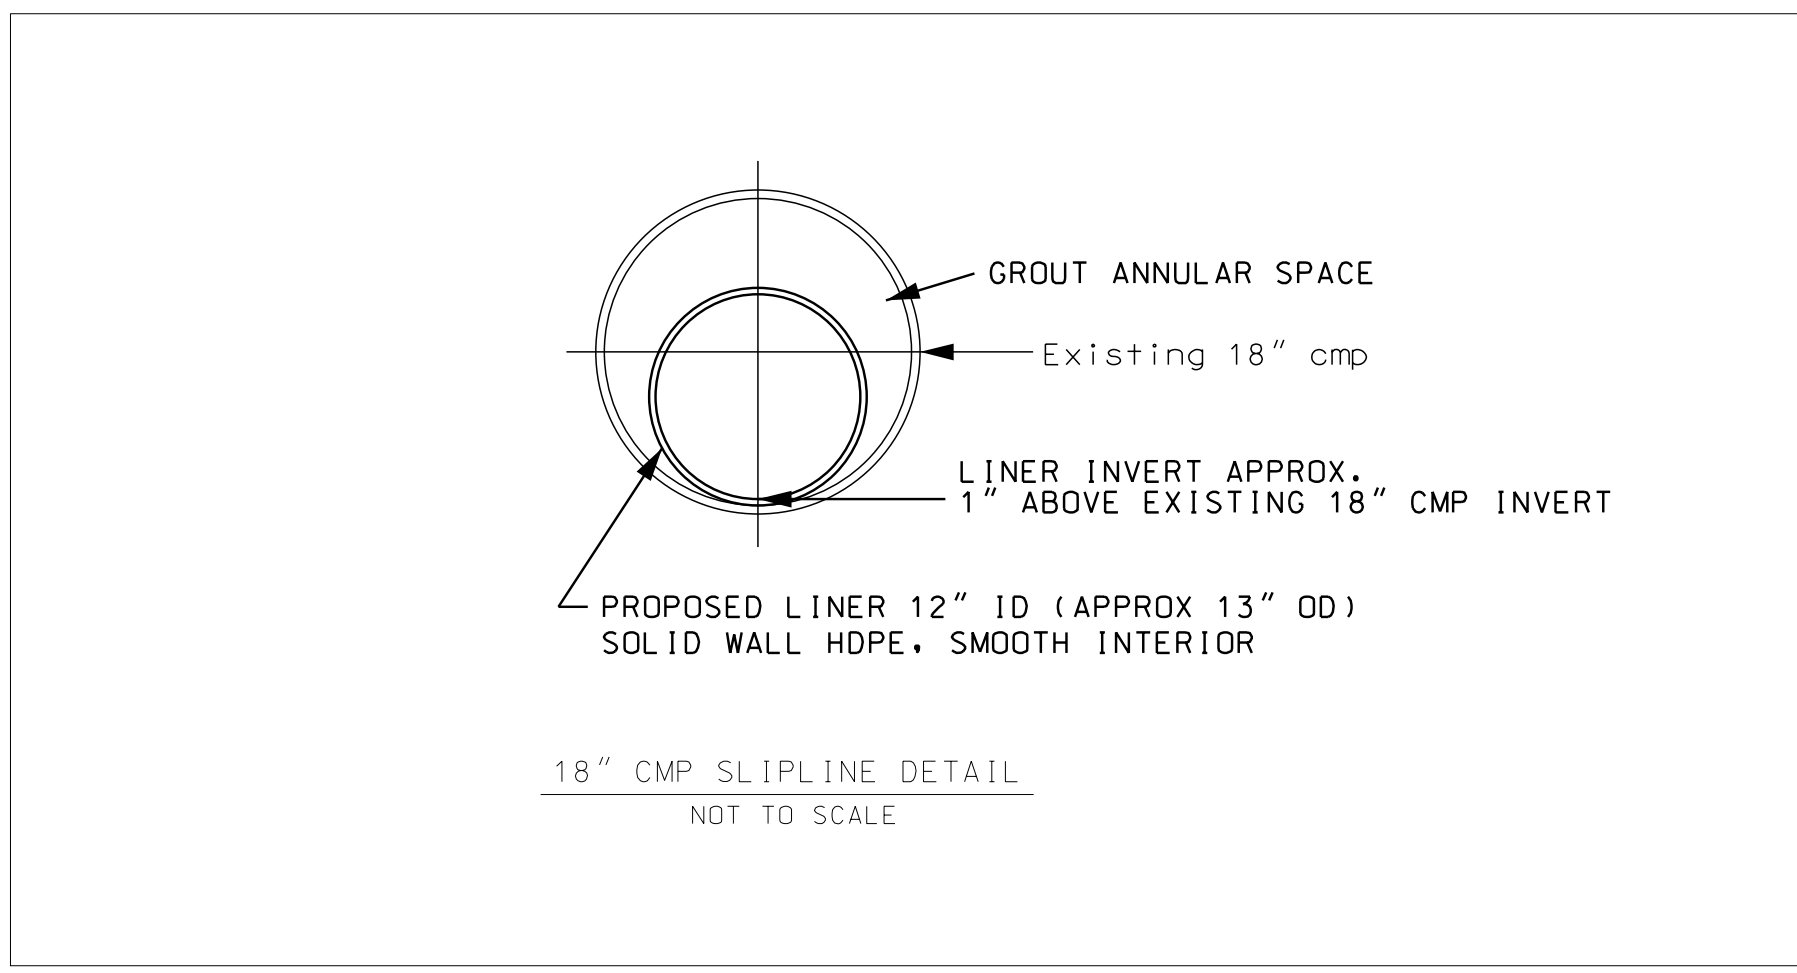 GROUT ANNULAR SPACE
Existing 18" cmp
LINER INVERT APPROX.
1" ABOVE EXISTING 18" CMP INVERT
PROPOSED LINER 12" ID (APPROX 13" OD)
SOLID WALL HDPE, SMOOTH INTERIOR
18" CMP SLIPLINE DETAIL
NOT TO SCALE